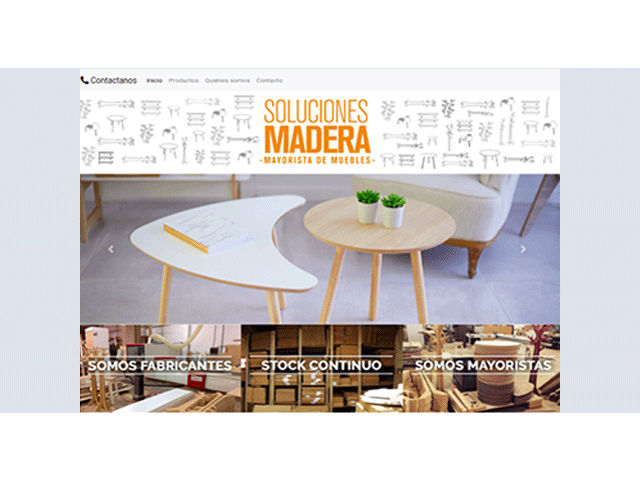 Contactanos Inicio Productos Quiénes somos Contacto
SOLUCIONES
MADERA
-MAYORISTA DE MUEBLES-
SOMOS FABRICANTES STOCK CONTINUO SOMOS MAYORISTAS